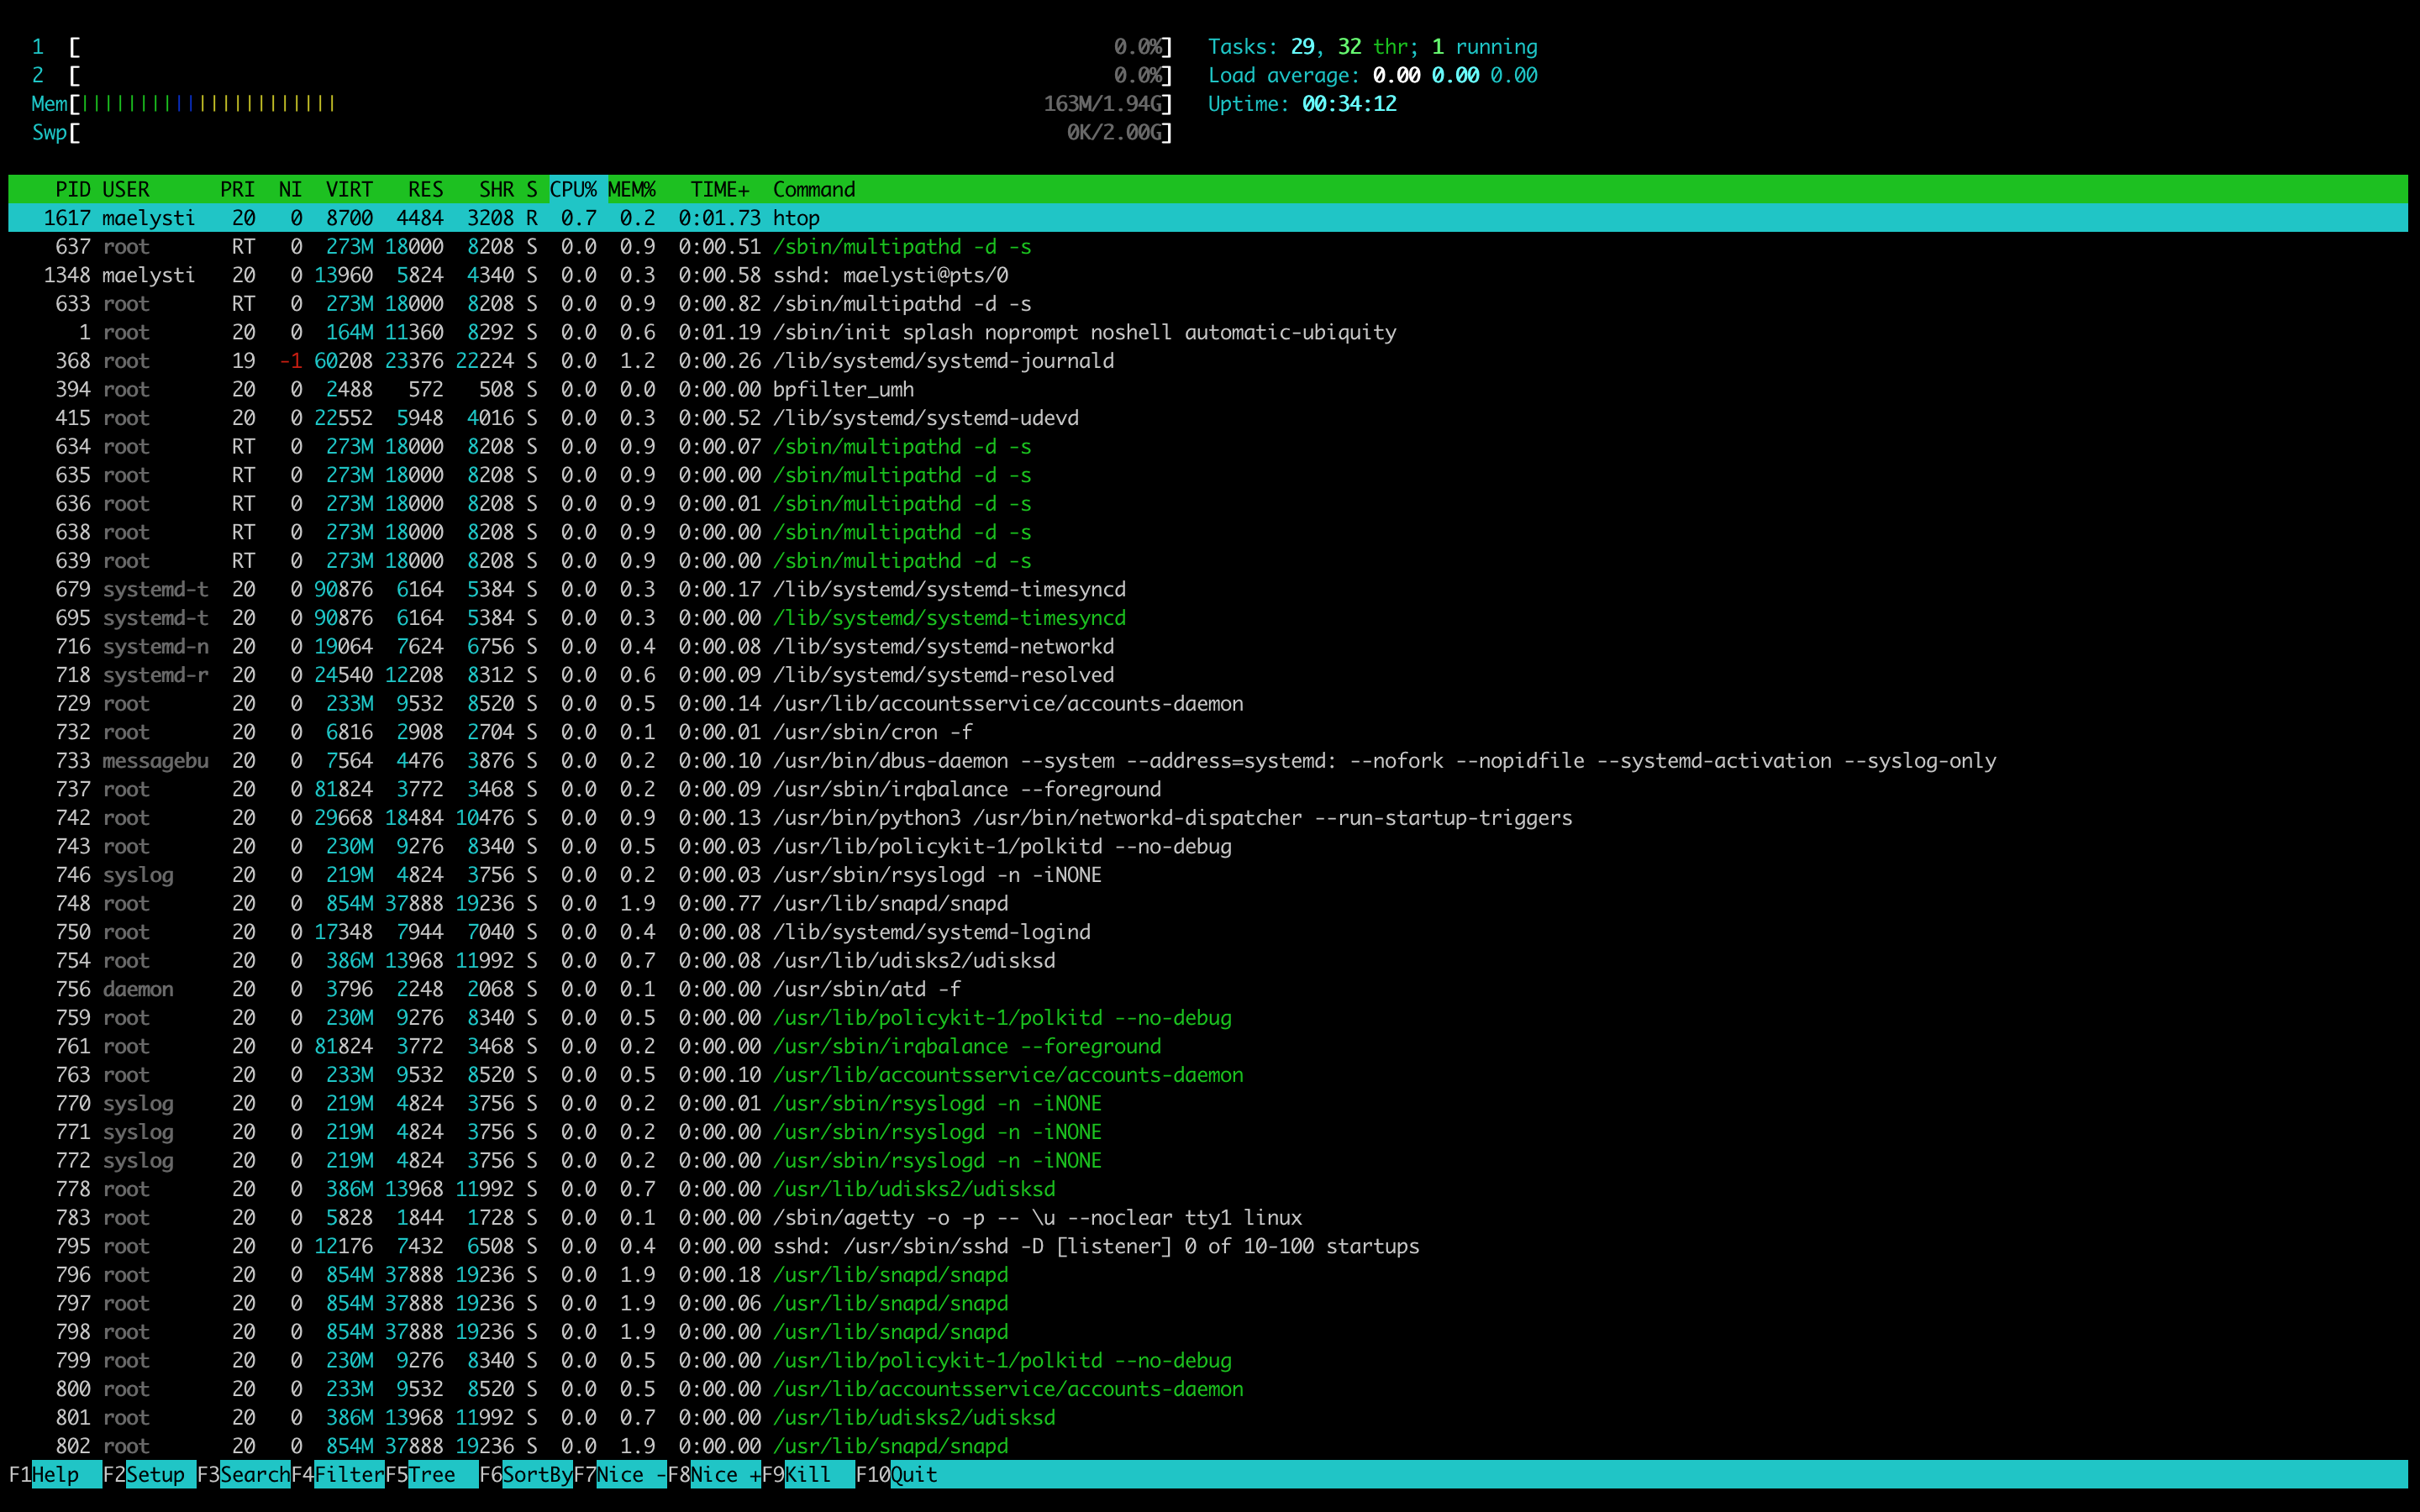 1 [ 0.0%] Tasks: 29, 32 thr; 1 running
2 [ 0.0%] Load average: 0.00 0.00 0.00
Mem[|||||||||||||||||||||| 163M/1.94G] Uptime: 00:34:12
Swp[ 0K/2.00G]
PID USER PRI NI VIRT RES SHR S CPU% MEM% TIME+ Command
1617 maelysti 20 0 8700 4484 3208 R 0.7 0.2 0:01.73 htop
637 root RT 0 273M 18000 8208 S 0.0 0.9 0:00.51 /sbin/multipathd -d -s
1348 maelysti 20 0 13960 5824 4340 S 0.0 0.3 0:00.58 sshd: maelysti@pts/0
633 root RT 0 273M 18000 8208 S 0.0 0.9 0:00.82 /sbin/multipathd -d -s
1 root 20 0 164M 11360 8292 S 0.0 0.6 0:01.19 /sbin/init splash noprompt noshell automatic-ubiquity
368 root 19 -1 60208 23376 22224 S 0.0 1.2 0:00.26 /lib/systemd/systemd-journald
394 root 20 0 2488 572 508 S 0.0 0.0 0:00.00 bpfilter_umh
415 root 20 0 22552 5948 4016 S 0.0 0.3 0:00.52 /lib/systemd/systemd-udevd
634 root RT 0 273M 18000 8208 S 0.0 0.9 0:00.07 /sbin/multipathd -d -s
635 root RT 0 273M 18000 8208 S 0.0 0.9 0:00.00 /sbin/multipathd -d -s
636 root RT 0 273M 18000 8208 S 0.0 0.9 0:00.01 /sbin/multipathd -d -s
638 root RT 0 273M 18000 8208 S 0.0 0.9 0:00.00 /sbin/multipathd -d -s
639 root RT 0 273M 18000 8208 S 0.0 0.9 0:00.00 /sbin/multipathd -d -s
679 systemd-t 20 0 90876 6164 5384 S 0.0 0.3 0:00.17 /lib/systemd/systemd-timesyncd
695 systemd-t 20 0 90876 6164 5384 S 0.0 0.3 0:00.00 /lib/systemd/systemd-timesyncd
716 systemd-n 20 0 19064 7624 6756 S 0.0 0.4 0:00.08 /lib/systemd/systemd-networkd
718 systemd-r 20 0 24540 12208 8312 S 0.0 0.6 0:00.09 /lib/systemd/systemd-resolved
729 root 20 0 233M 9532 8520 S 0.0 0.5 0:00.14 /usr/lib/accountsservice/accounts-daemon
732 root 20 0 6816 2908 2704 S 0.0 0.1 0:00.01 /usr/sbin/cron -f
733 messagebu 20 0 7564 4476 3876 S 0.0 0.2 0:00.10 /usr/bin/dbus-daemon --system --address=systemd: --nofork --nopidfile --systemd-activation --syslog-only
737 root 20 0 81824 3772 3468 S 0.0 0.2 0:00.09 /usr/sbin/irqbalance --foreground
742 root 20 0 29668 18484 10476 S 0.0 0.9 0:00.13 /usr/bin/python3 /usr/bin/networkd-dispatcher --run-startup-triggers
743 root 20 0 230M 9276 8340 S 0.0 0.5 0:00.03 /usr/lib/policykit-1/polkitd --no-debug
746 syslog 20 0 219M 4824 3756 S 0.0 0.2 0:00.03 /usr/sbin/rsyslogd -n -iNONE
748 root 20 0 854M 37888 19236 S 0.0 1.9 0:00.77 /usr/lib/snapd/snapd
750 root 20 0 17348 7944 7040 S 0.0 0.4 0:00.08 /lib/systemd/systemd-logind
754 root 20 0 386M 13968 11992 S 0.0 0.7 0:00.08 /usr/lib/udisks2/udisksd
756 daemon 20 0 3796 2248 2068 S 0.0 0.1 0:00.00 /usr/sbin/atd -f
759 root 20 0 230M 9276 8340 S 0.0 0.5 0:00.00 /usr/lib/policykit-1/polkitd --no-debug
761 root 20 0 81824 3772 3468 S 0.0 0.2 0:00.00 /usr/sbin/irqbalance --foreground
763 root 20 0 233M 9532 8520 S 0.0 0.5 0:00.10 /usr/lib/accountsservice/accounts-daemon
770 syslog 20 0 219M 4824 3756 S 0.0 0.2 0:00.01 /usr/sbin/rsyslogd -n -iNONE
771 syslog 20 0 219M 4824 3756 S 0.0 0.2 0:00.00 /usr/sbin/rsyslogd -n -iNONE
772 syslog 20 0 219M 4824 3756 S 0.0 0.2 0:00.00 /usr/sbin/rsyslogd -n -iNONE
778 root 20 0 386M 13968 11992 S 0.0 0.7 0:00.00 /usr/lib/udisks2/udisksd
783 root 20 0 5828 1844 1728 S 0.0 0.1 0:00.00 /sbin/agetty -o -p -- \u --noclear tty1 linux
795 root 20 0 12176 7432 6508 S 0.0 0.4 0:00.00 sshd: /usr/sbin/sshd -D [listener] 0 of 10-100 startups
796 root 20 0 854M 37888 19236 S 0.0 1.9 0:00.18 /usr/lib/snapd/snapd
797 root 20 0 854M 37888 19236 S 0.0 1.9 0:00.06 /usr/lib/snapd/snapd
798 root 20 0 854M 37888 19236 S 0.0 1.9 0:00.00 /usr/lib/snapd/snapd
799 root 20 0 230M 9276 8340 S 0.0 0.5 0:00.00 /usr/lib/policykit-1/polkitd --no-debug
800 root 20 0 233M 9532 8520 S 0.0 0.5 0:00.00 /usr/lib/accountsservice/accounts-daemon
801 root 20 0 386M 13968 11992 S 0.0 0.7 0:00.00 /usr/lib/udisks2/udisksd
802 root 20 0 854M 37888 19236 S 0.0 1.9 0:00.00 /usr/lib/snapd/snapd
F1Help F2Setup F3SearchF4FilterF5Tree F6SortByF7Nice -F8Nice +F9Kill F10Quit